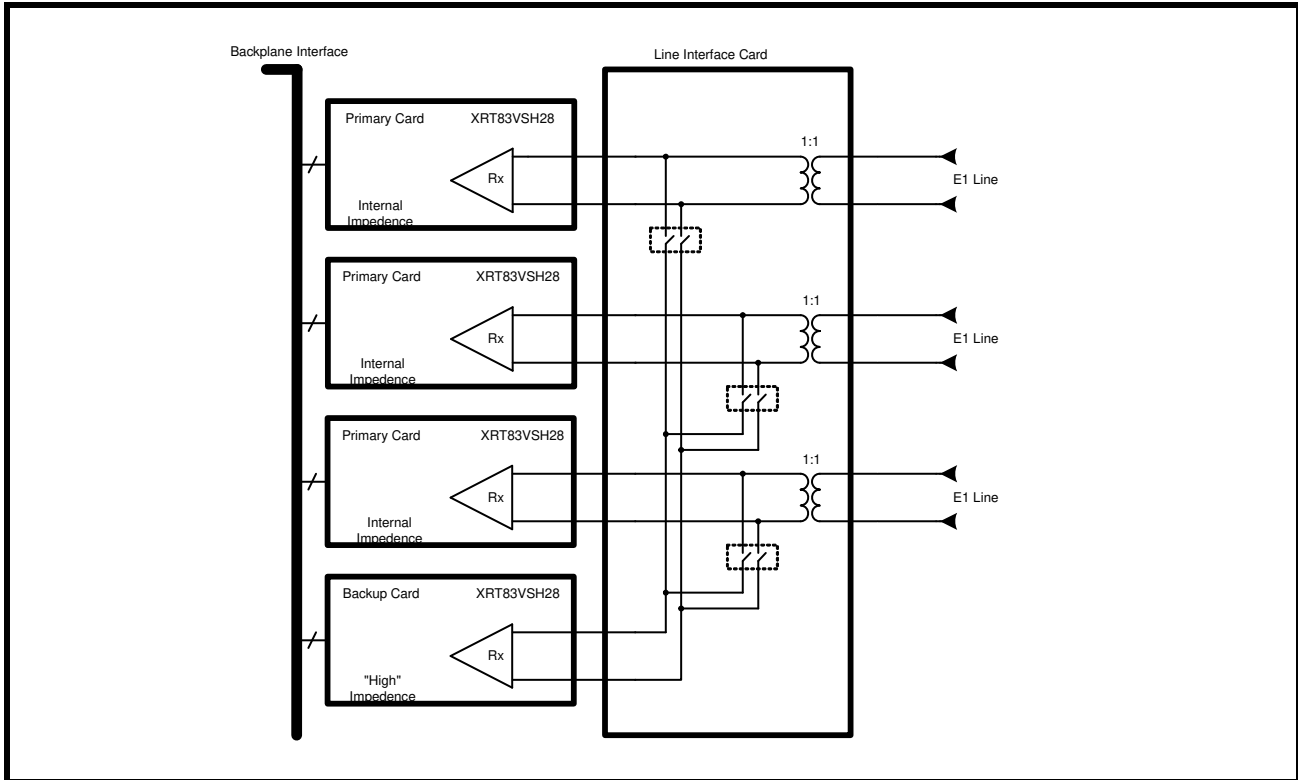 Backplane Interface
Line Interface Card
Primary Card XRT83VSH28
Rx
Internal
Impedence
1:1
E1 Line
Primary Card XRT83VSH28
Rx
Internal
Impedence
1:1
E1 Line
Primary Card XRT83VSH28
Rx
Internal
Impedence
1:1
E1 Line
Backup Card XRT83VSH28
Rx
"High"
Impedence